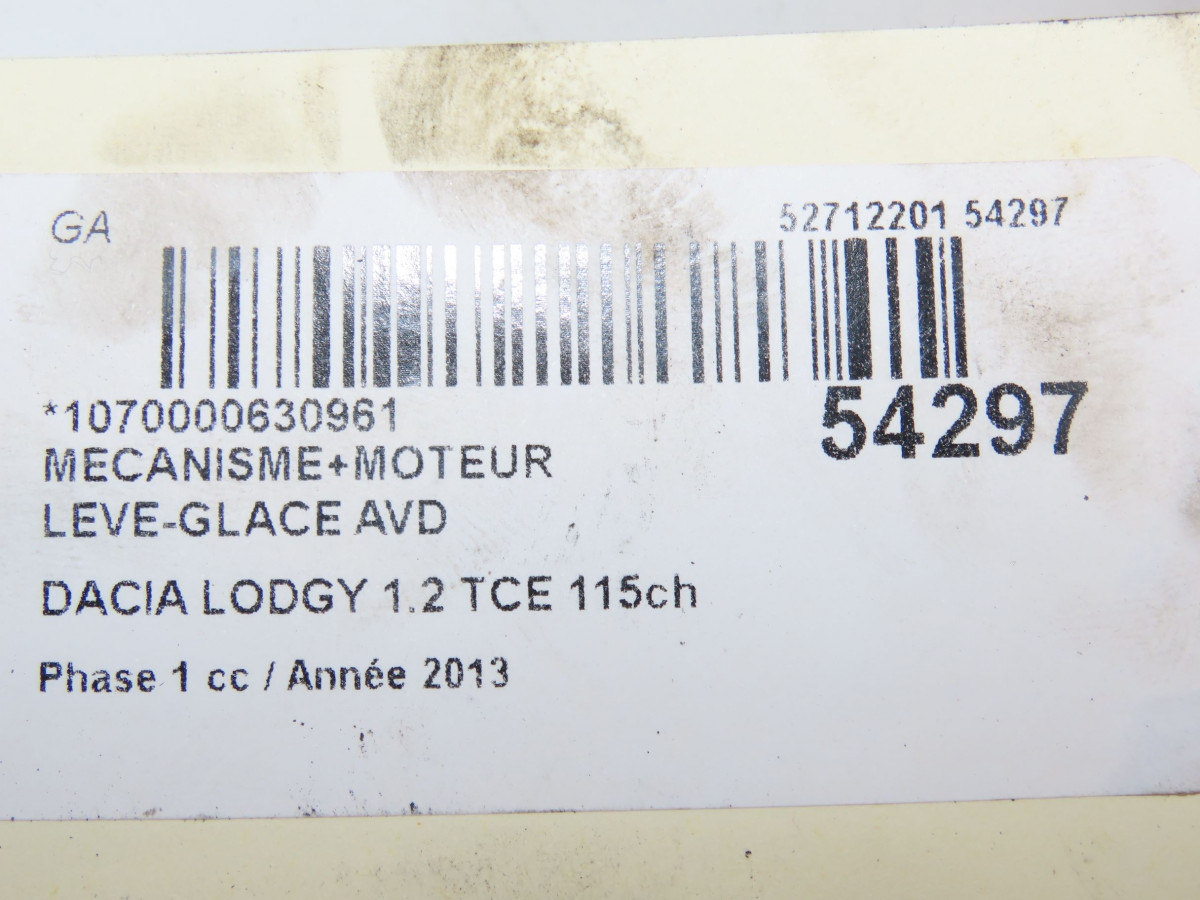 GA
52712201 54297
*1070000630961
54297
MECANISME+MOTEUR
LEVE-GLACE AVD
DACIA LODGY 1.2 TCE 115ch
Phase 1 cc / Année 2013